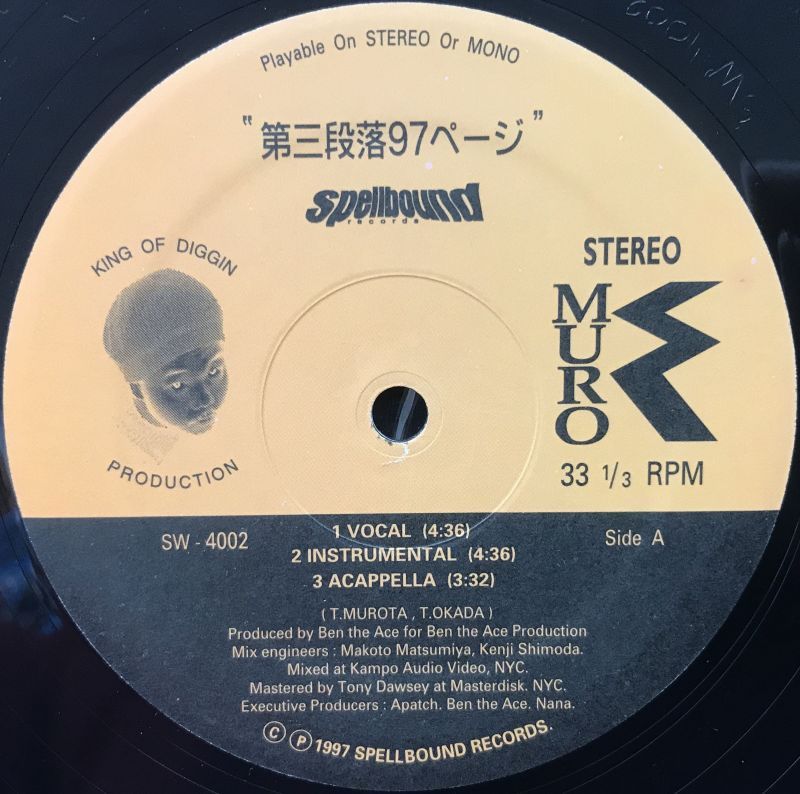 Playable On STEREO Or MONO
"第三段落97ページ"
spellbound
records
KING OF DIGGIN
PRODUCTION
STEREO
MURO
33 1/3 RPM
SW - 4002
Side A
1 VOCAL (4:36)
2 INSTRUMENTAL (4:36)
3 ACAPPELLA (3:32)
( T.MUROTA , T.OKADA )
Produced by Ben the Ace for Ben the Ace Production
Mix engineers : Makoto Matsumiya, Kenji Shimoda.
Mixed at Kampo Audio Video, NYC.
Mastered by Tony Dawsey at Masterdisk. NYC.
Executive Producers : Apatch. Ben the Ace. Nana.
Ⓒ Ⓟ 1997 SPELLBOUND RECORDS.